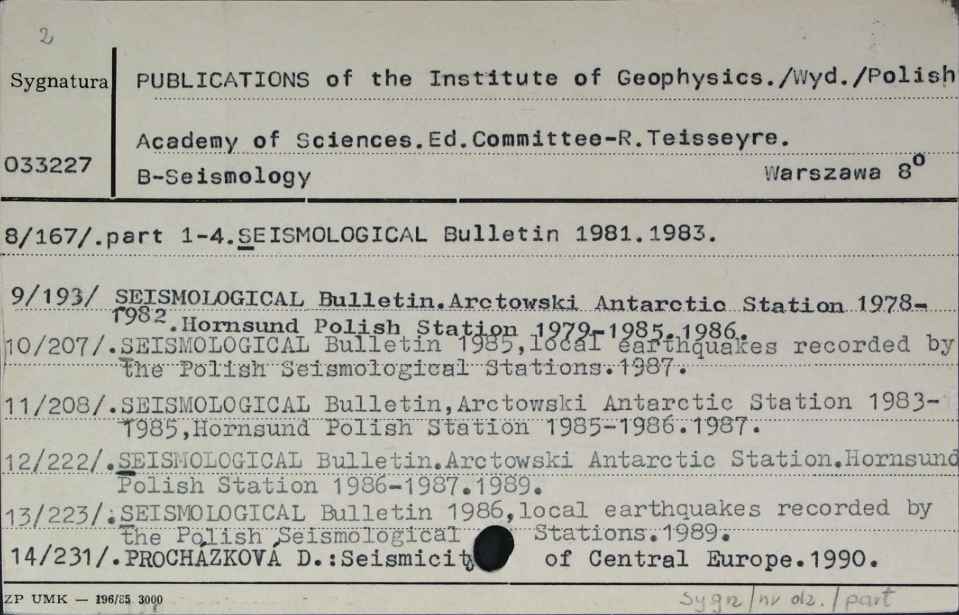 2
Sygnatura
PUBLICATIONS of the Institute of Geophysics./Wyd./Polish
Academy of Sciences.Ed.Committee-R.Teisseyre.
033227
B-Seismology Warszawa 8°
8/167/.part 1-4.SEISMOLOGICAL Bulletin 1981.1983.
9/193/ SEISMOLOGICAL Bulletin.Arctowski Antarctic Station 1978-
1982.Hornsund Polish Station 1979-1985.1986.
10/207/.SEISMOLOGICAL Bulletin 1985,local earthquakes recorded by
the Polish Seismological Stations.1987.
11/208/.SEISMOLOGICAL Bulletin,Arctowski Antarctic Station 1983-
1985,Hornsund Polish Station 1985-1986.1987.
12/222/.SEISMOLOGICAL Bulletin.Arctowski Antarctic Station.Hornsund
Polish Station 1986-1987.1989.
13/223/.SEISMOLOGICAL Bulletin 1986,local earthquakes recorded by
the Polish Seismological Stations.1989.
14/231/.PROCHÁZKOVÁ D.:Seismicity of Central Europe.1990.
ZP UMK — 196/85 3000
sygn/nr dz./part